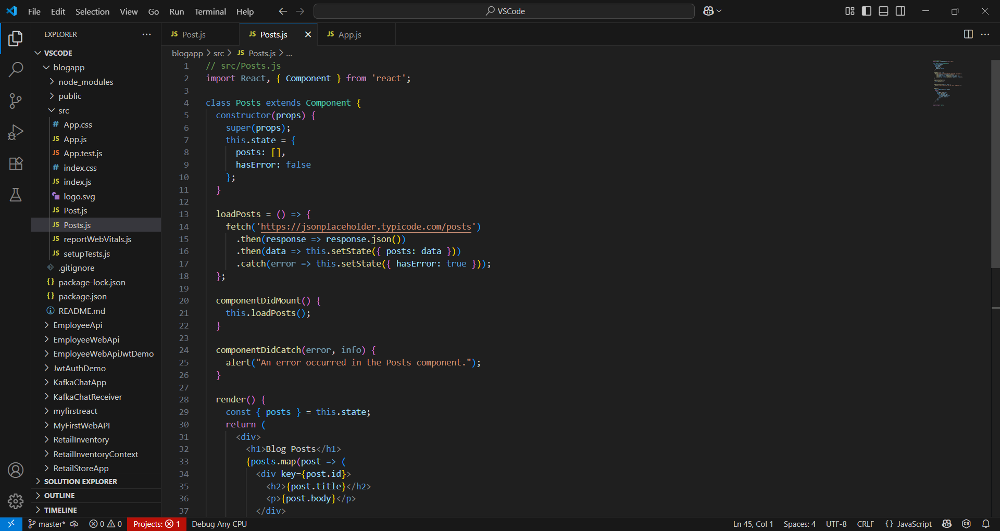 File Edit Selection View Go Run Terminal Help
VSCode
EXPLORER
VSCODE
blogapp
node_modules
public
src
# App.css
JS App.js
JS App.test.js
# index.css
JS index.js
logo.svg
JS Post.js
JS Posts.js
JS reportWebVitals.js
JS setupTests.js
.gitignore
{} package-lock.json
{} package.json
README.md
EmployeeApi
EmployeeWebApi
EmployeeWebApiJwtDemo
JwtAuthDemo
KafkaChatApp
KafkaChatReceiver
myfirstreact
MyFirstWebAPI
RetailInventory
RetailInventoryContext
RetailStoreApp
SOLUTION EXPLORER
OUTLINE
TIMELINE
JS Post.js JS Posts.js JS App.js
blogapp > src > JS Posts.js > ...
1 // src/Posts.js
2 import React, { Component } from 'react';
3
4 class Posts extends Component {
5 constructor(props) {
6 super(props);
7 this.state = {
8 posts: [],
9 hasError: false
10 };
11 }
12
13 loadPosts = () => {
14 fetch('https://jsonplaceholder.typicode.com/posts')
15 .then(response => response.json())
16 .then(data => this.setState({ posts: data }))
17 .catch(error => this.setState({ hasError: true }));
18 };
19
20 componentDidMount() {
21 this.loadPosts();
22 }
23
24 componentDidCatch(error, info) {
25 alert("An error occurred in the Posts component.");
26 }
27
28 render() {
29 const { posts } = this.state;
30 return (
31 <div>
32 <h1>Blog Posts</h1>
33 {posts.map(post => (
34 <div key={post.id}>
35 <h2>{post.title}</h2>
36 <p>{post.body}</p>
37 </div>
master* 0 0 Projects: 1 Debug Any CPU Ln 45, Col 1 Spaces: 4 UTF-8 CRLF {} JavaScript